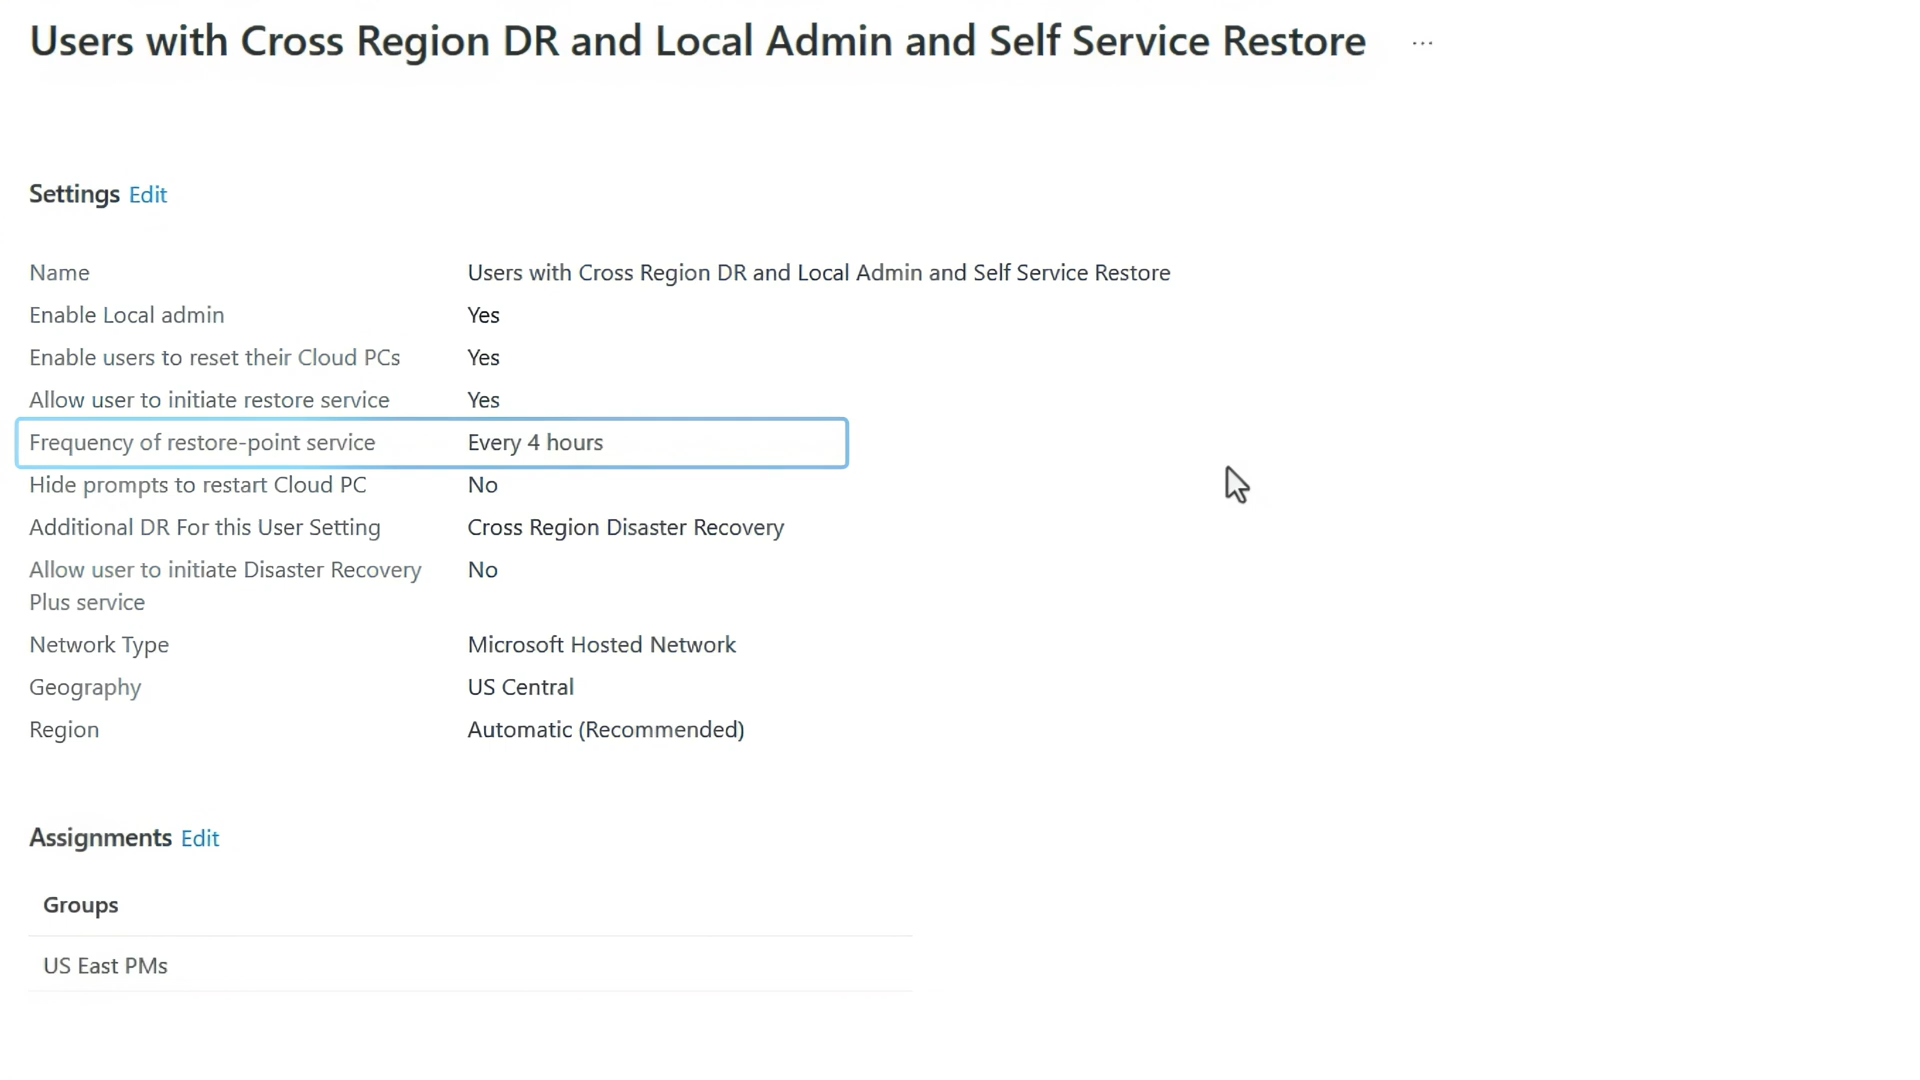 Users with Cross Region DR and Local Admin and Self Service Restore ...
Settings Edit
Name Users with Cross Region DR and Local Admin and Self Service Restore
Enable Local admin Yes
Enable users to reset their Cloud PCs Yes
Allow user to initiate restore service Yes
Frequency of restore-point service Every 4 hours
Hide prompts to restart Cloud PC No
Additional DR For this User Setting Cross Region Disaster Recovery
Allow user to initiate Disaster Recovery No
Plus service
Network Type Microsoft Hosted Network
Geography US Central
Region Automatic (Recommended)
Assignments Edit
Groups
US East PMs